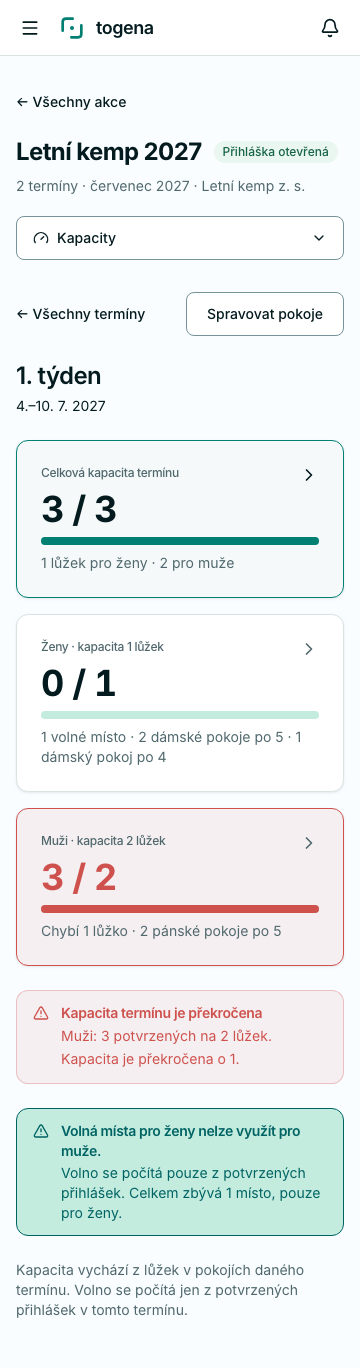 togena
← Všechny akce
Letní kemp 2027 Přihláška otevřená
2 termíny · červenec 2027 · Letní kemp z. s.
Kapacity
← Všechny termíny Spravovat pokoje
1. týden
4.–10. 7. 2027
Celková kapacita termínu
3 / 3
1 lůžek pro ženy · 2 pro muže
Ženy · kapacita 1 lůžek
0 / 1
1 volné místo · 2 dámské pokoje po 5 · 1
dámský pokoj po 4
Muži · kapacita 2 lůžek
3 / 2
Chybí 1 lůžko · 2 pánské pokoje po 5
Kapacita termínu je překročena
Muži: 3 potvrzených na 2 lůžek.
Kapacita je překročena o 1.
Volná místa pro ženy nelze využít pro
muže.
Volno se počítá pouze z potvrzených
přihlášek. Celkem zbývá 1 místo, pouze
pro ženy.
Kapacita vychází z lůžek v pokojích daného
termínu. Volno se počítá jen z potvrzených
přihlášek v tomto termínu.